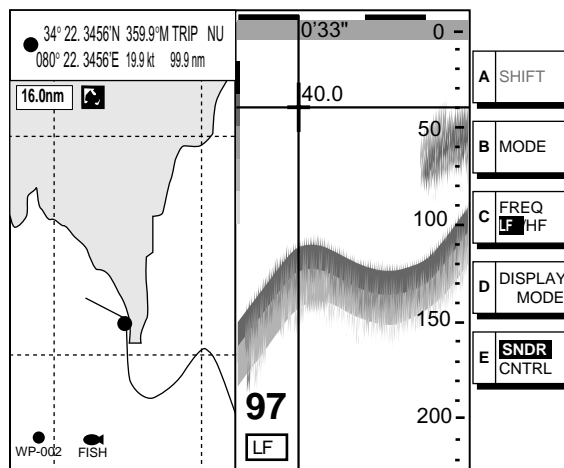 34° 22. 3456'N 359.9°M TRIP NU
080° 22. 3456'E 19.9 kt 99.9 nm
16.0nm
WP-002 FISH
0'33"
40.0
0
50
100
150
200
97
LF
A SHIFT
B MODE
C FREQ
LF/HF
D DISPLAY
MODE
E SNDR
CNTRL